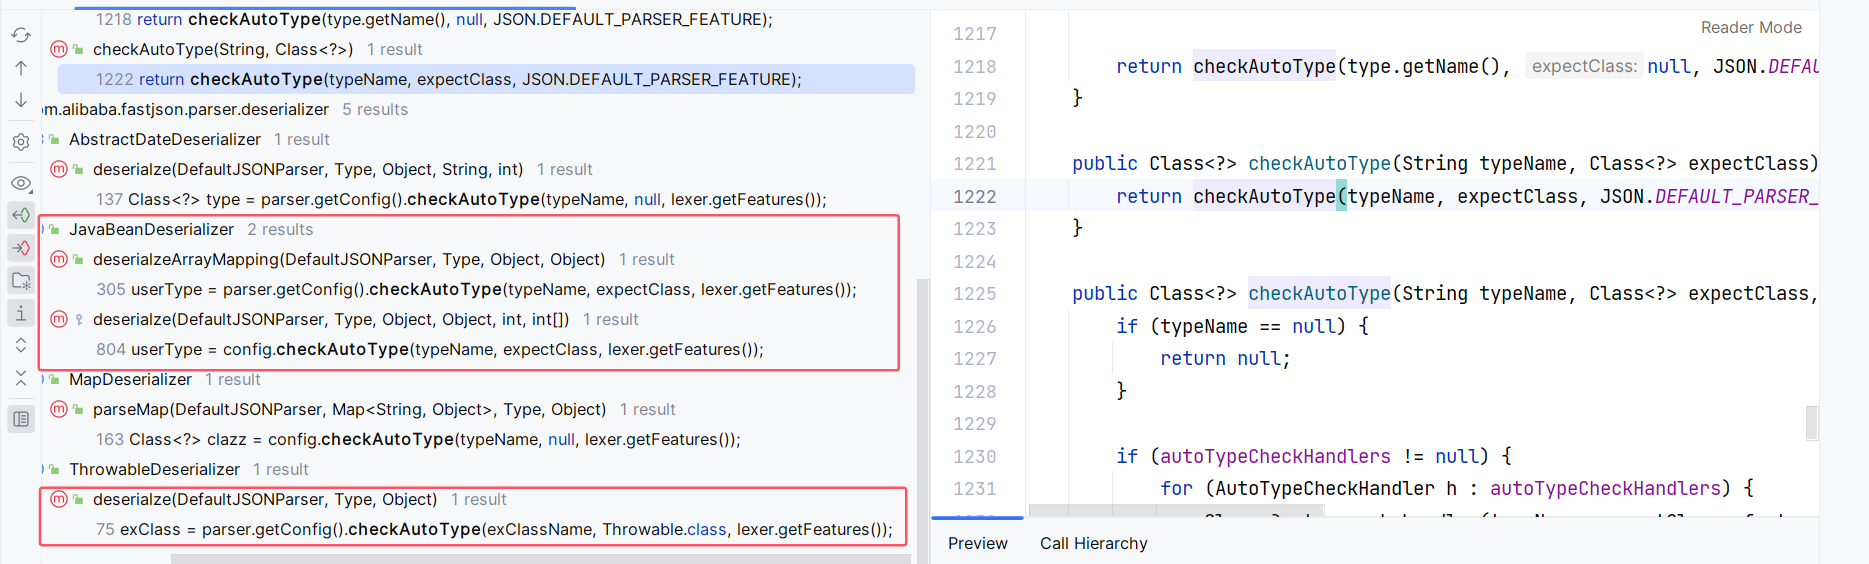 1218 return checkAutoType(type.getName(), null, JSON.DEFAULT_PARSER_FEATURE);
checkAutoType(String, Class<?>) 1 result
1222 return checkAutoType(typeName, expectClass, JSON.DEFAULT_PARSER_FEATURE);
om.alibaba.fastjson.parser.deserializer 5 results
AbstractDateDeserializer 1 result
deserialze(DefaultJSONParser, Type, Object, String, int) 1 result
137 Class<?> type = parser.getConfig().checkAutoType(typeName, null, lexer.getFeatures());
JavaBeanDeserializer 2 results
deserialzeArrayMapping(DefaultJSONParser, Type, Object, Object) 1 result
305 userType = parser.getConfig().checkAutoType(typeName, expectClass, lexer.getFeatures());
deserialze(DefaultJSONParser, Type, Object, Object, int, int[]) 1 result
804 userType = config.checkAutoType(typeName, expectClass, lexer.getFeatures());
MapDeserializer 1 result
parseMap(DefaultJSONParser, Map<String, Object>, Type, Object) 1 result
163 Class<?> clazz = config.checkAutoType(typeName, null, lexer.getFeatures());
ThrowableDeserializer 1 result
deserialze(DefaultJSONParser, Type, Object) 1 result
75 exClass = parser.getConfig().checkAutoType(exClassName, Throwable.class, lexer.getFeatures());
Reader Mode
1217
1218 return checkAutoType(type.getName(), expectClass: null, JSON.DEFAU
1219 }
1220
1221 public Class<?> checkAutoType(String typeName, Class<?> expectClass)
1222 return checkAutoType(typeName, expectClass, JSON.DEFAULT_PARSER_
1223 }
1224
1225 public Class<?> checkAutoType(String typeName, Class<?> expectClass,
1226 if (typeName == null) {
1227 return null;
1228 }
1229
1230 if (autoTypeCheckHandlers != null) {
1231 for (AutoTypeCheckHandler h : autoTypeCheckHandlers) {
Preview Call Hierarchy